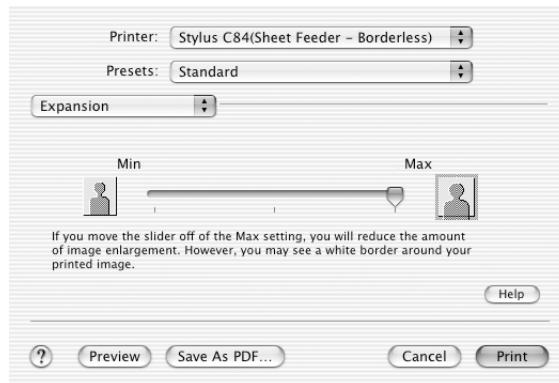 Printer: Stylus C84(Sheet Feeder – Borderless)
Presets: Standard
Expansion
Min Max
If you move the slider off of the Max setting, you will reduce the amount
of image enlargement. However, you may see a white border around your
printed image.
Help
? Preview Save As PDF... Cancel Print